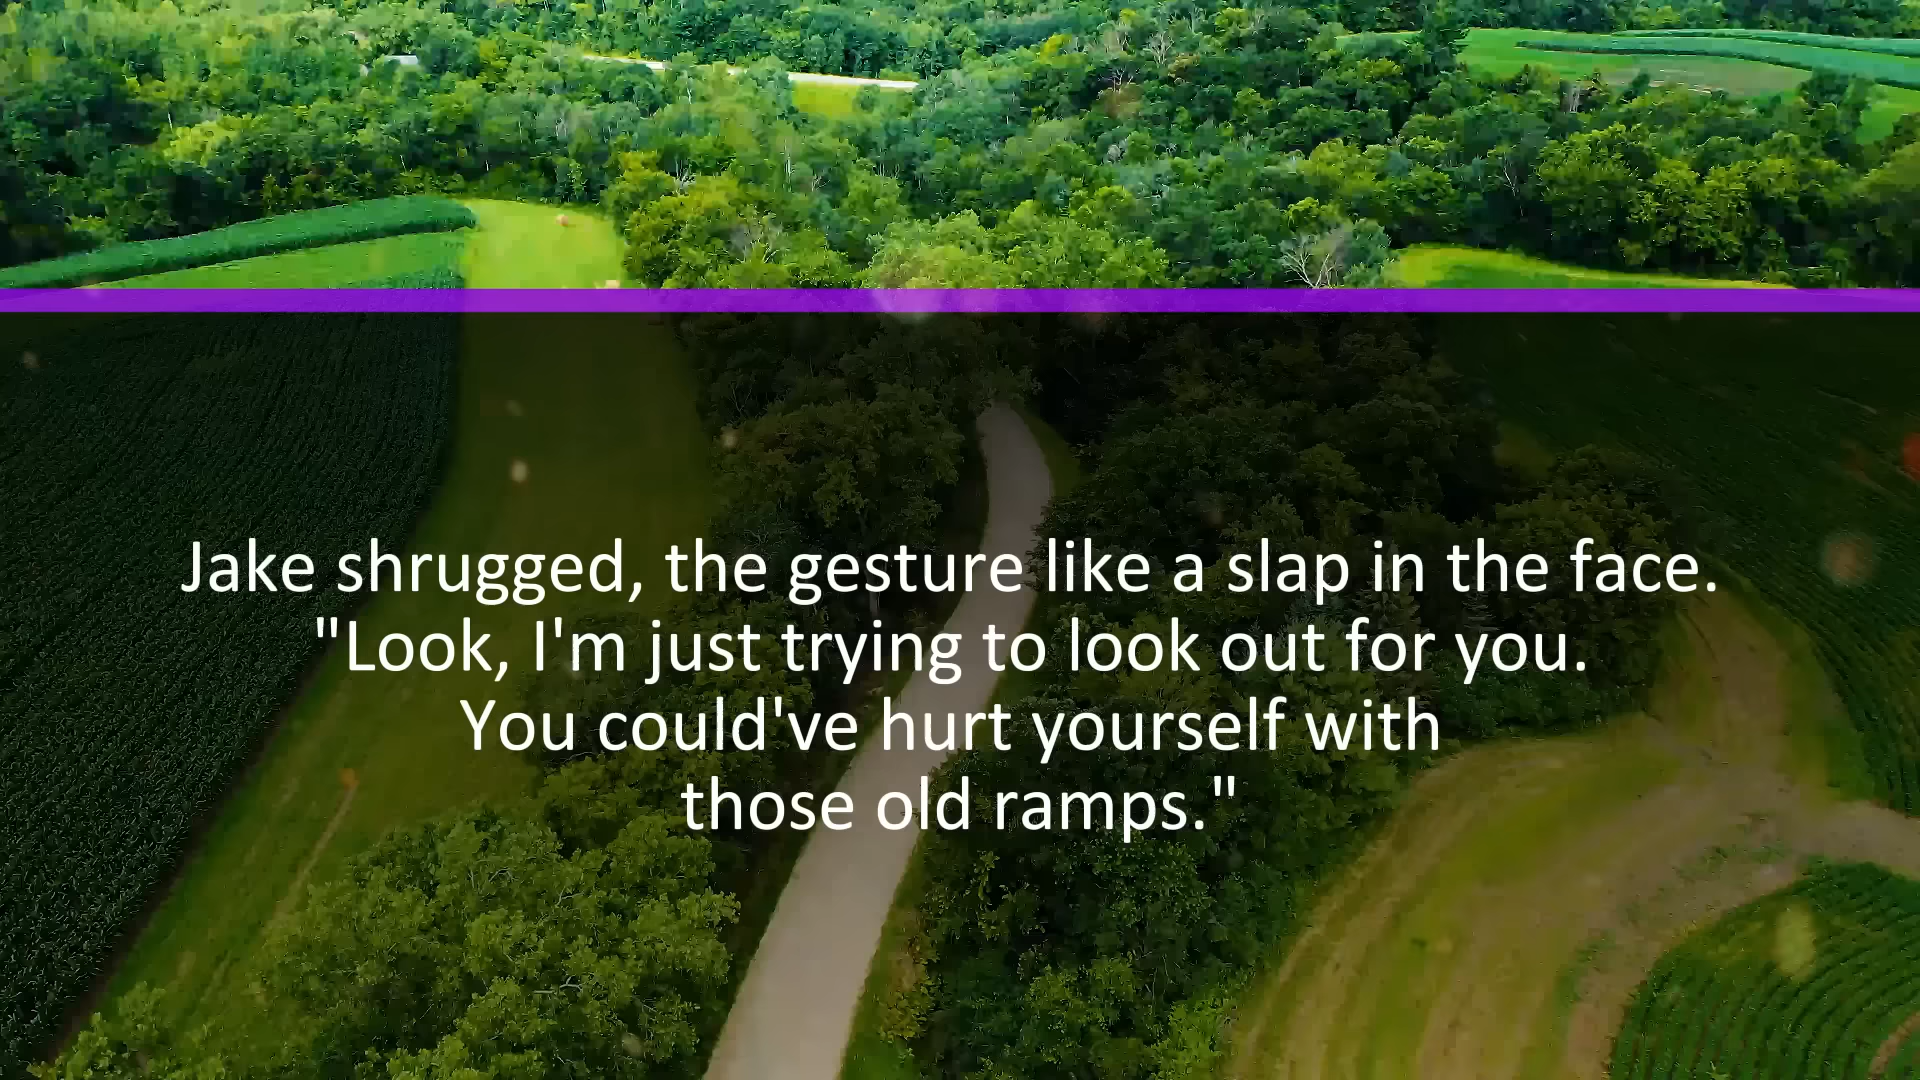 Jake shrugged, the gesture like a slap in the face.
"Look, I'm just trying to look out for you.
You could've hurt yourself with
those old ramps."